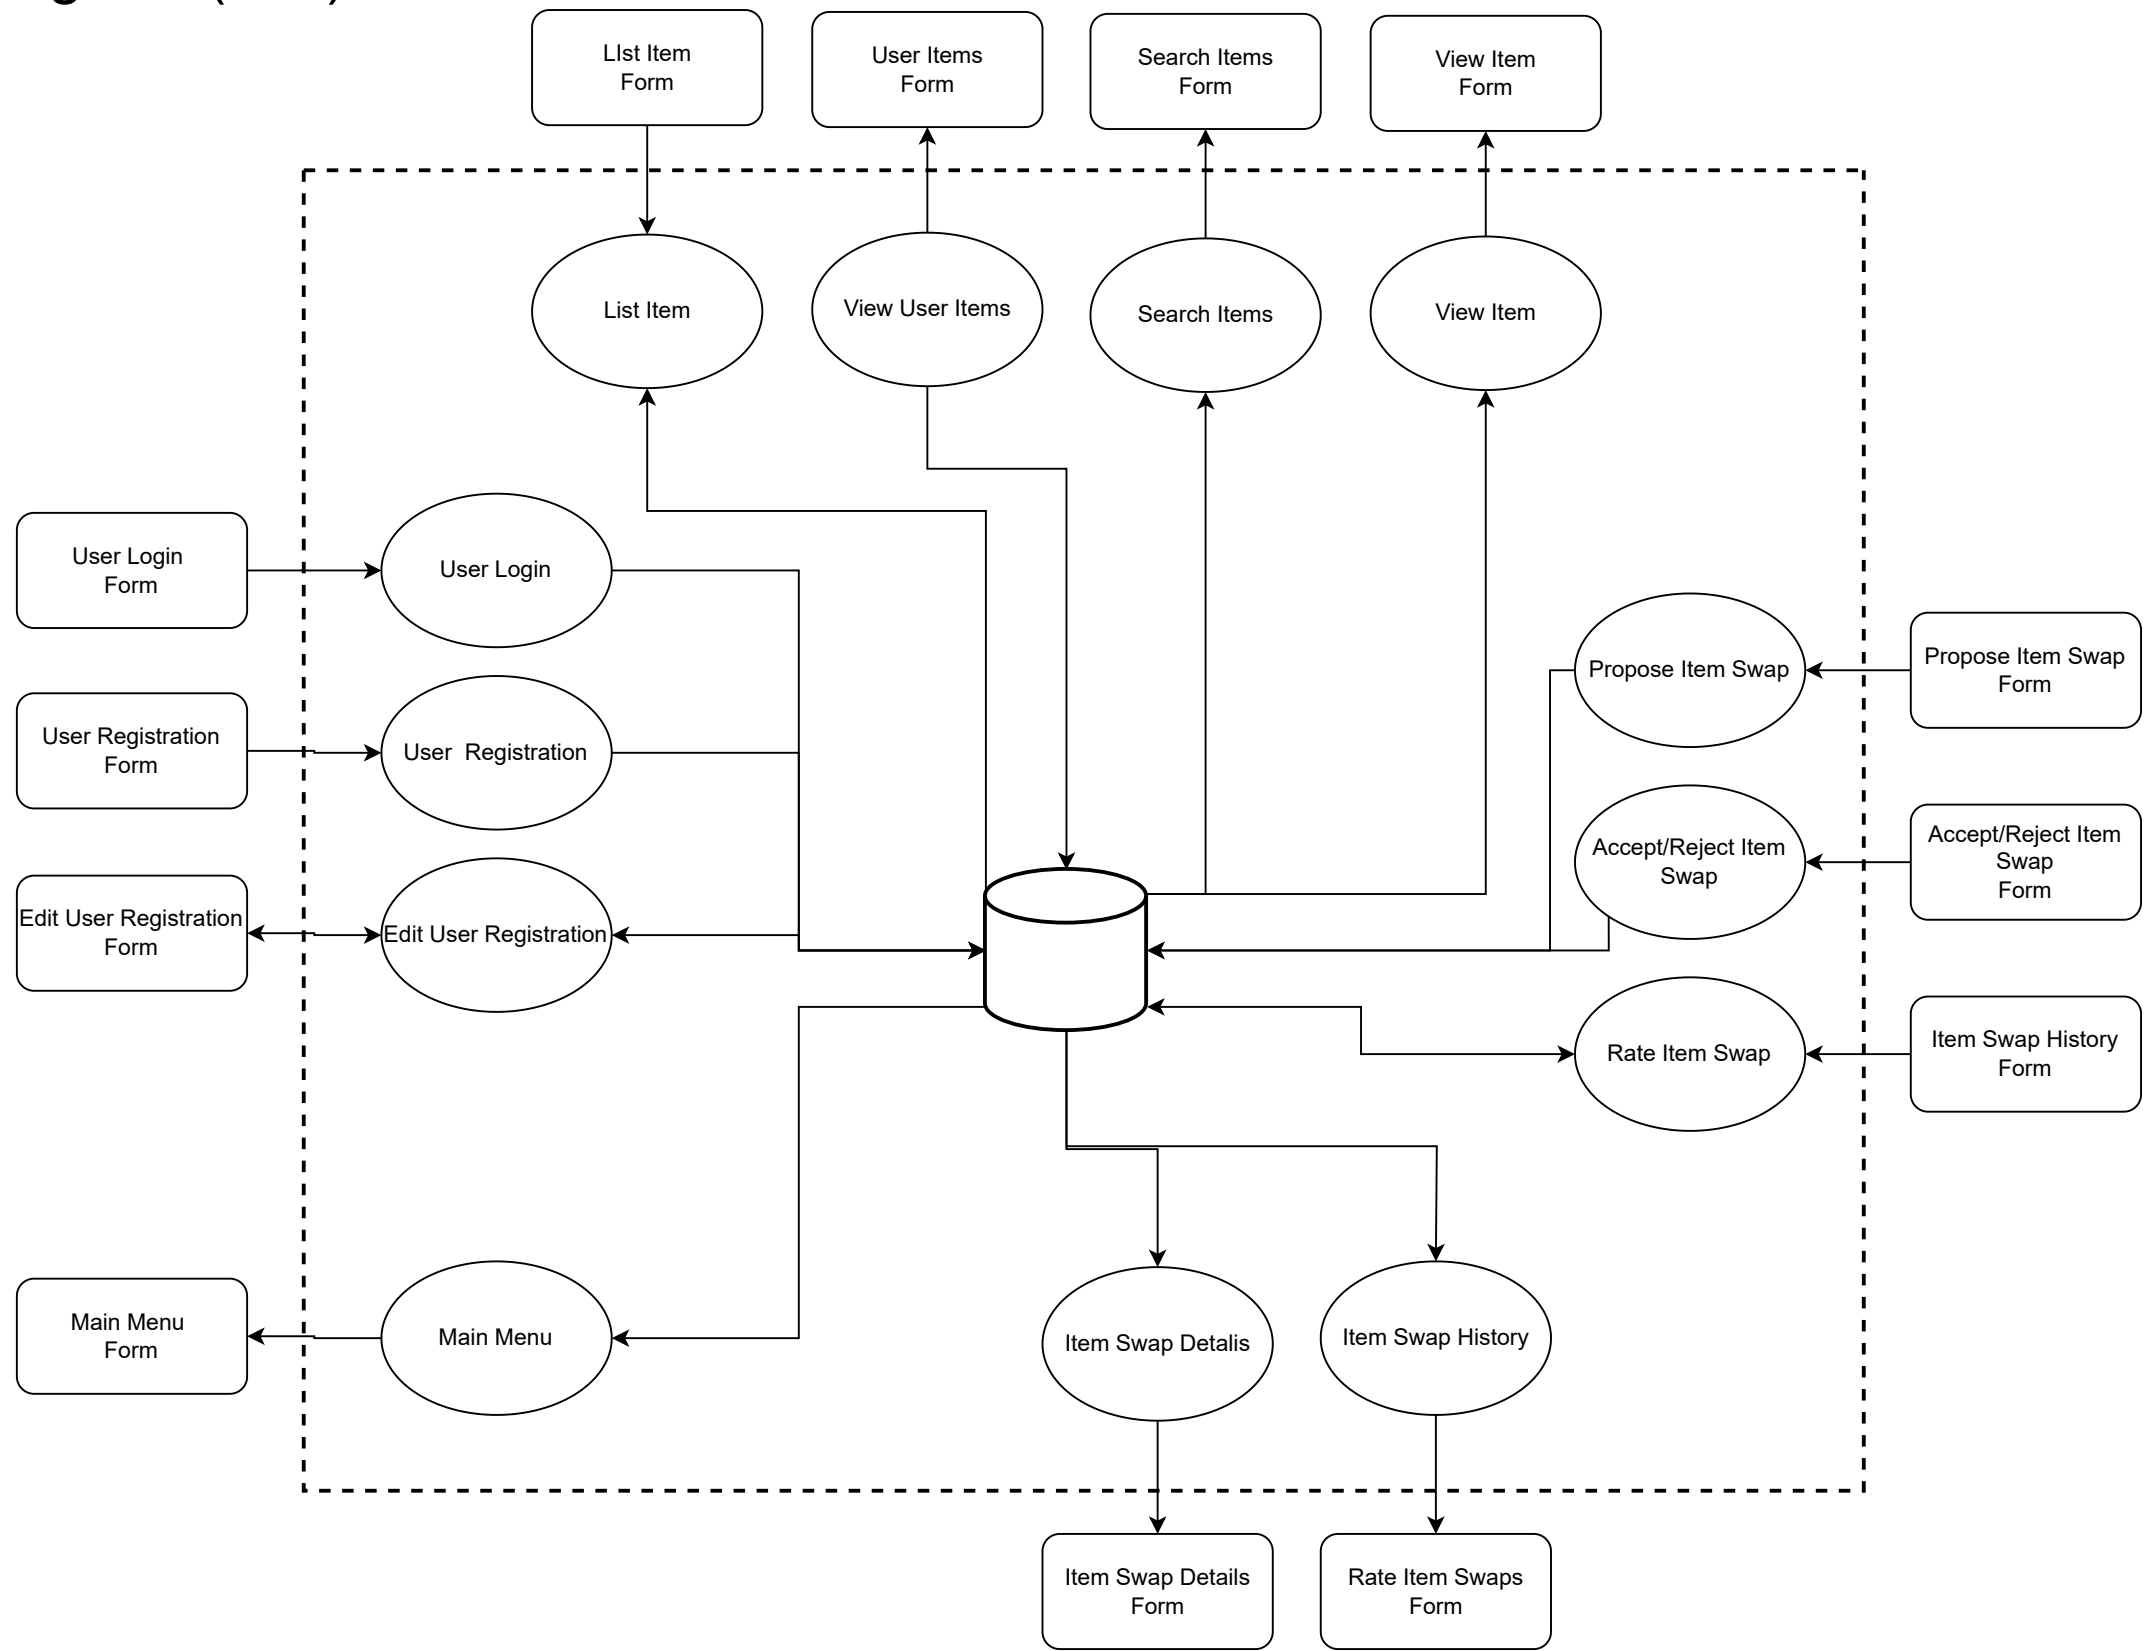 LIst Item
Form
User Items
Form
Search Items
Form
View Item
Form
List Item
View User Items
Search Items
View Item
User Login
Form
User Login
Propose Item Swap
Propose Item Swap
Form
User Registration
Form
User  Registration
Accept/Reject Item
Swap
Accept/Reject Item
Swap
Form
Edit User Registration
Form
Edit User Registration
Rate Item Swap
Item Swap History
Form
Main Menu
Form
Main Menu
Item Swap Detalis
Item Swap History
Item Swap Details
Form
Rate Item Swaps
Form